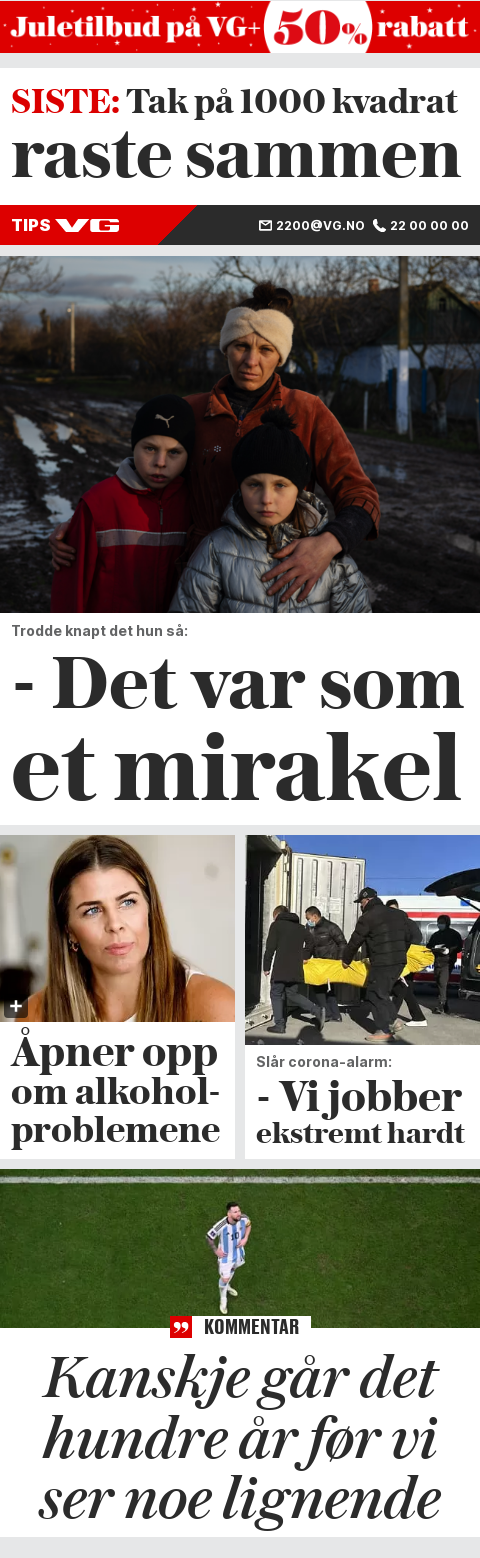 Juletilbud på VG+ 50% rabatt
SISTE: Tak på 1000 kvadrat
raste sammen
TIPS VG 2200@VG.NO 22 00 00 00
Trodde knapt det hun så:
- Det var som
et mirakel
Åpner opp
om alkohol-
problemene
Slår corona-alarm:
- Vi jobber
ekstremt hardt
KOMMENTAR
Kanskje går det
hundre år før vi
ser noe lignende